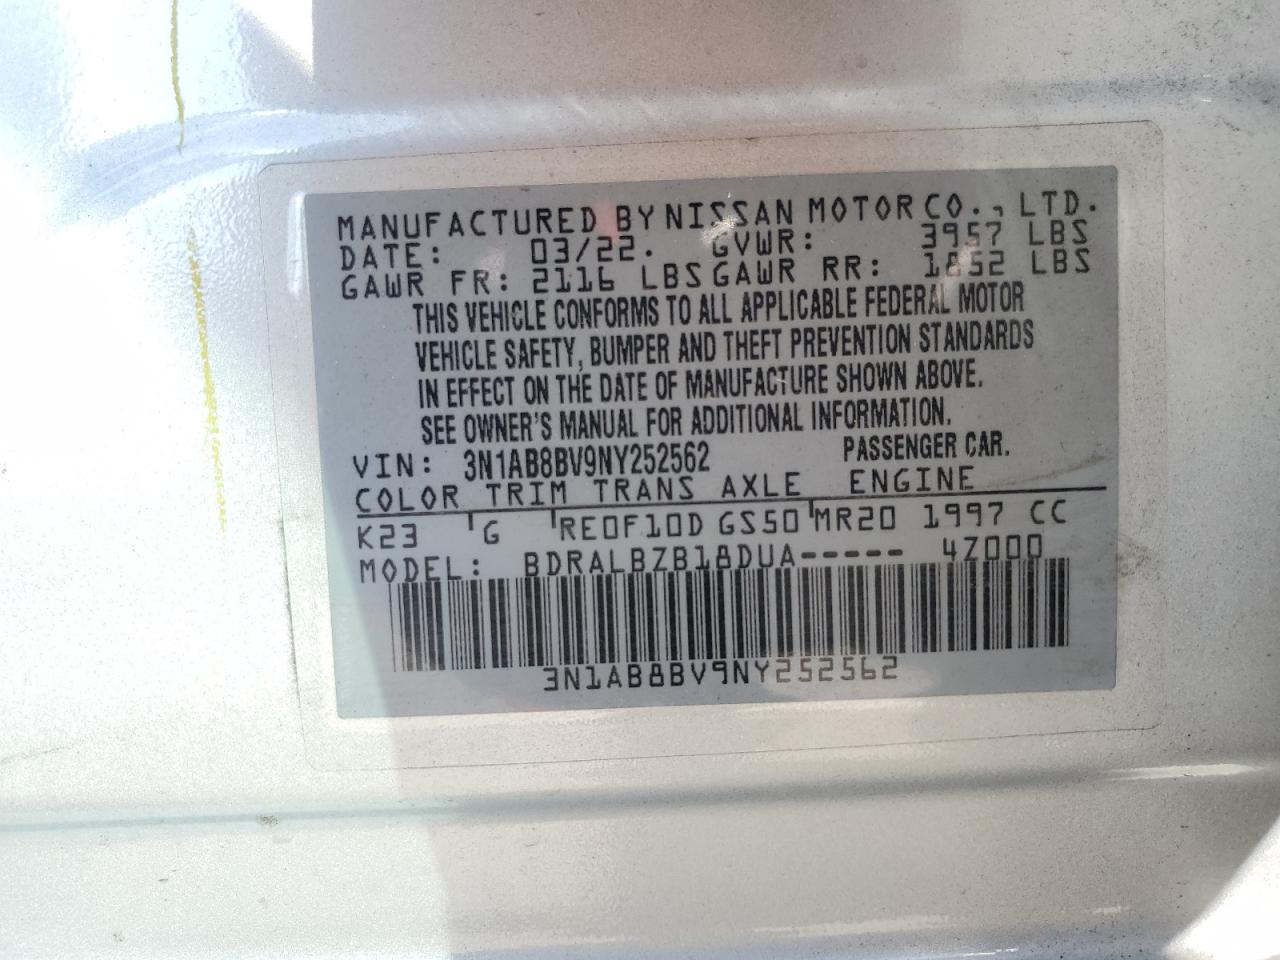 MANUFACTURED BY NISSAN MOTOR CO., LTD.
DATE: 03/22. GVWR: 3957 LBS
GAWR FR: 2116 LBS GAWR RR: 1852 LBS
THIS VEHICLE CONFORMS TO ALL APPLICABLE FEDERAL MOTOR
VEHICLE SAFETY, BUMPER AND THEFT PREVENTION STANDARDS
IN EFFECT ON THE DATE OF MANUFACTURE SHOWN ABOVE.
SEE OWNER'S MANUAL FOR ADDITIONAL INFORMATION.
VIN: 3N1AB8BV9NY252562 PASSENGER CAR.
COLOR TRIM TRANS AXLE ENGINE
K23 G RE0F10D GS50 MR20 1997 CC
MODEL: BDRALBZB18DUA----- 4Z000
3N1AB8BV9NY252562